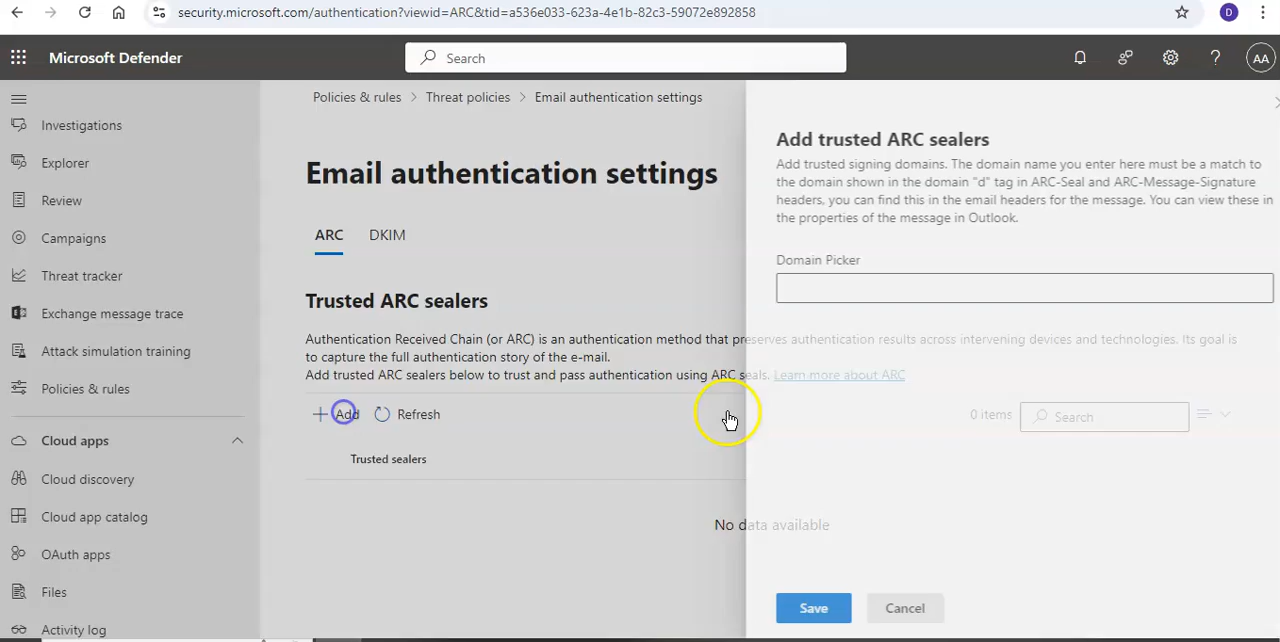 security.microsoft.com/authentication?viewid=ARC&tid=a536e033-623a-4e1b-82c3-59072e892858
D
Microsoft Defender
Search
?
AA
Investigations
Explorer
Review
Campaigns
Threat tracker
Exchange message trace
Attack simulation training
Policies & rules
Cloud apps
Cloud discovery
Cloud app catalog
OAuth apps
Files
Activity log
Policies & rules > Threat policies > Email authentication settings
Email authentication settings
ARC
DKIM
Trusted ARC sealers
Authentication Received Chain (or ARC) is an authentication method that preserves authentication results across intervening devices and technologies. Its goal is
to capture the full authentication story of the e-mail.
Add trusted ARC sealers below to trust and pass authentication using ARC seals. Learn more about ARC
Add
Refresh
0 items
Search
Trusted sealers
No data available
Add trusted ARC sealers
Add trusted signing domains. The domain name you enter here must be a match to
the domain shown in the domain "d" tag in ARC-Seal and ARC-Message-Signature
headers, you can find this in the email headers for the message. You can view these in
the properties of the message in Outlook.
Domain Picker
Save
Cancel